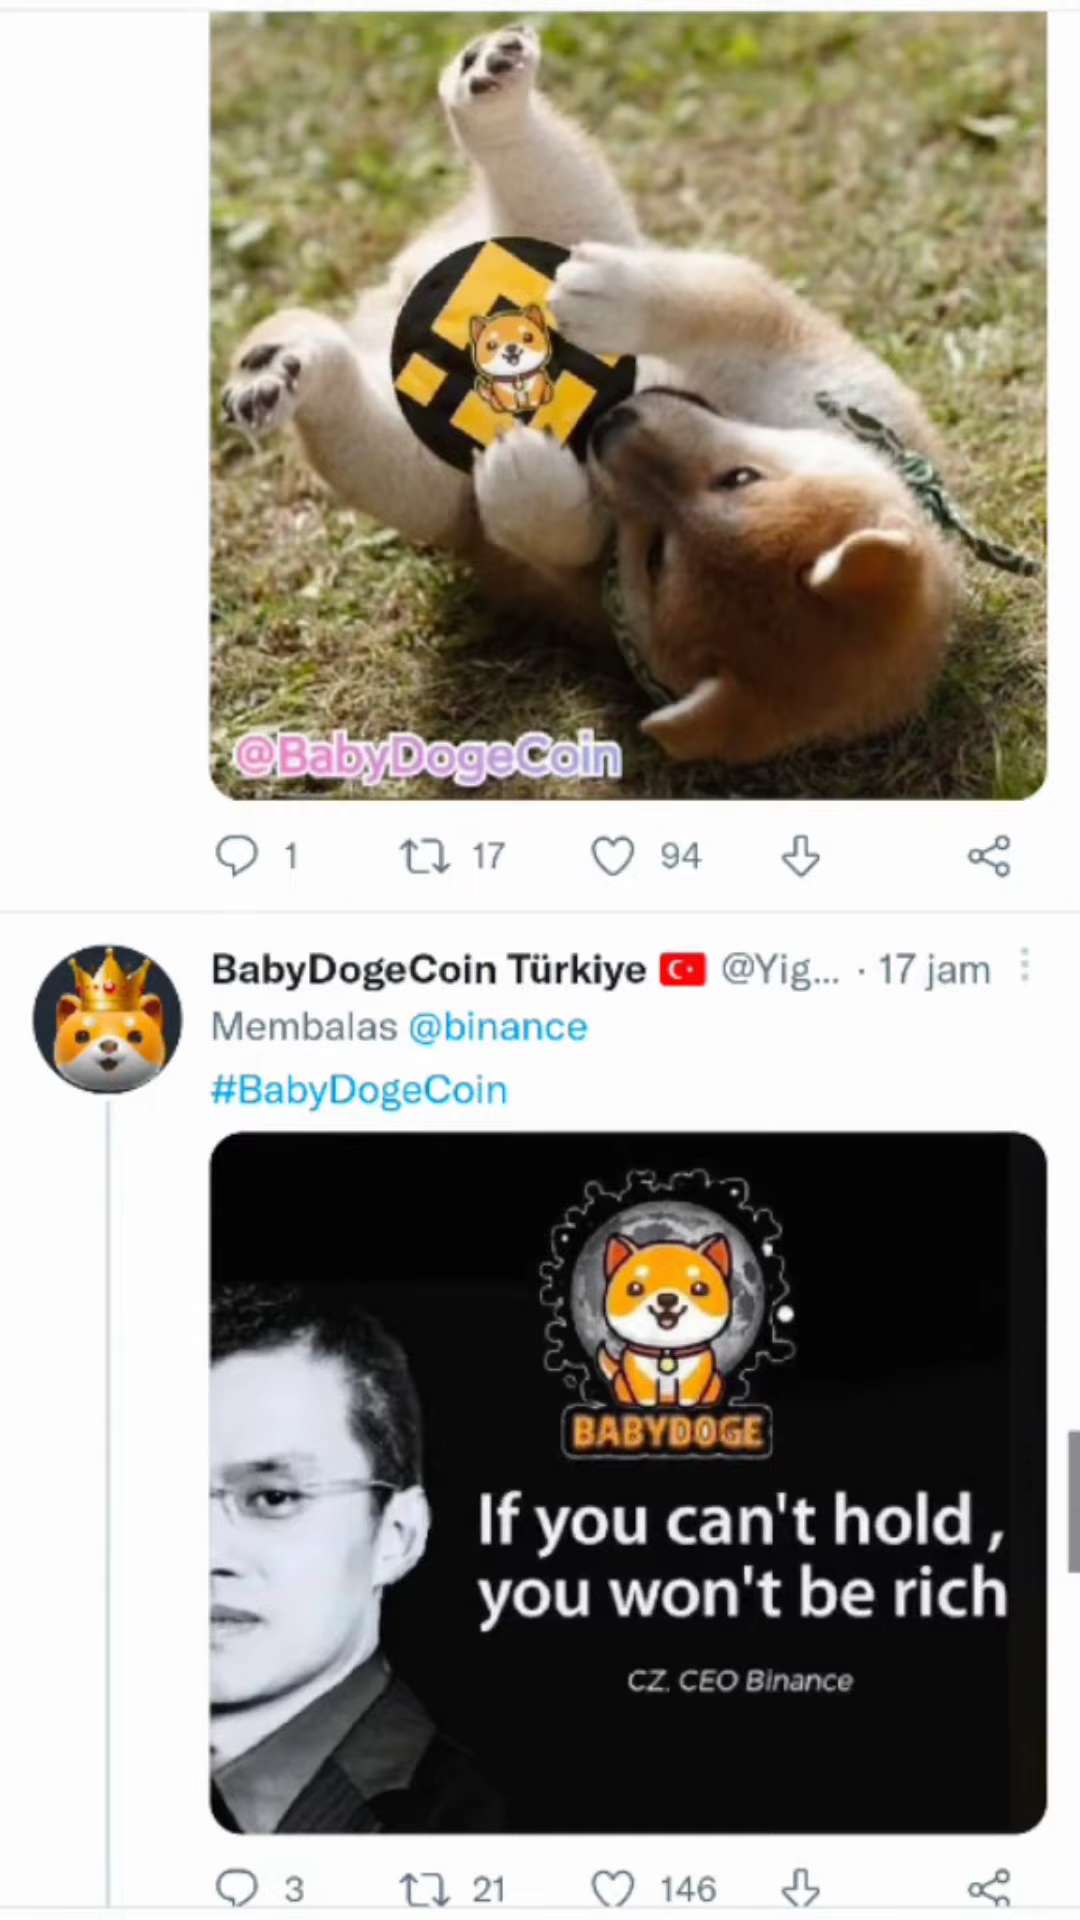 @BabyDogeCoin
1 17 94
BabyDogeCoin Türkiye 🇹🇷 @Yig... · 17 jam
Membalas @binance
#BabyDogeCoin
BABYDOGE
If you can't hold ,
you won't be rich
CZ. CEO Binance
3 21 146